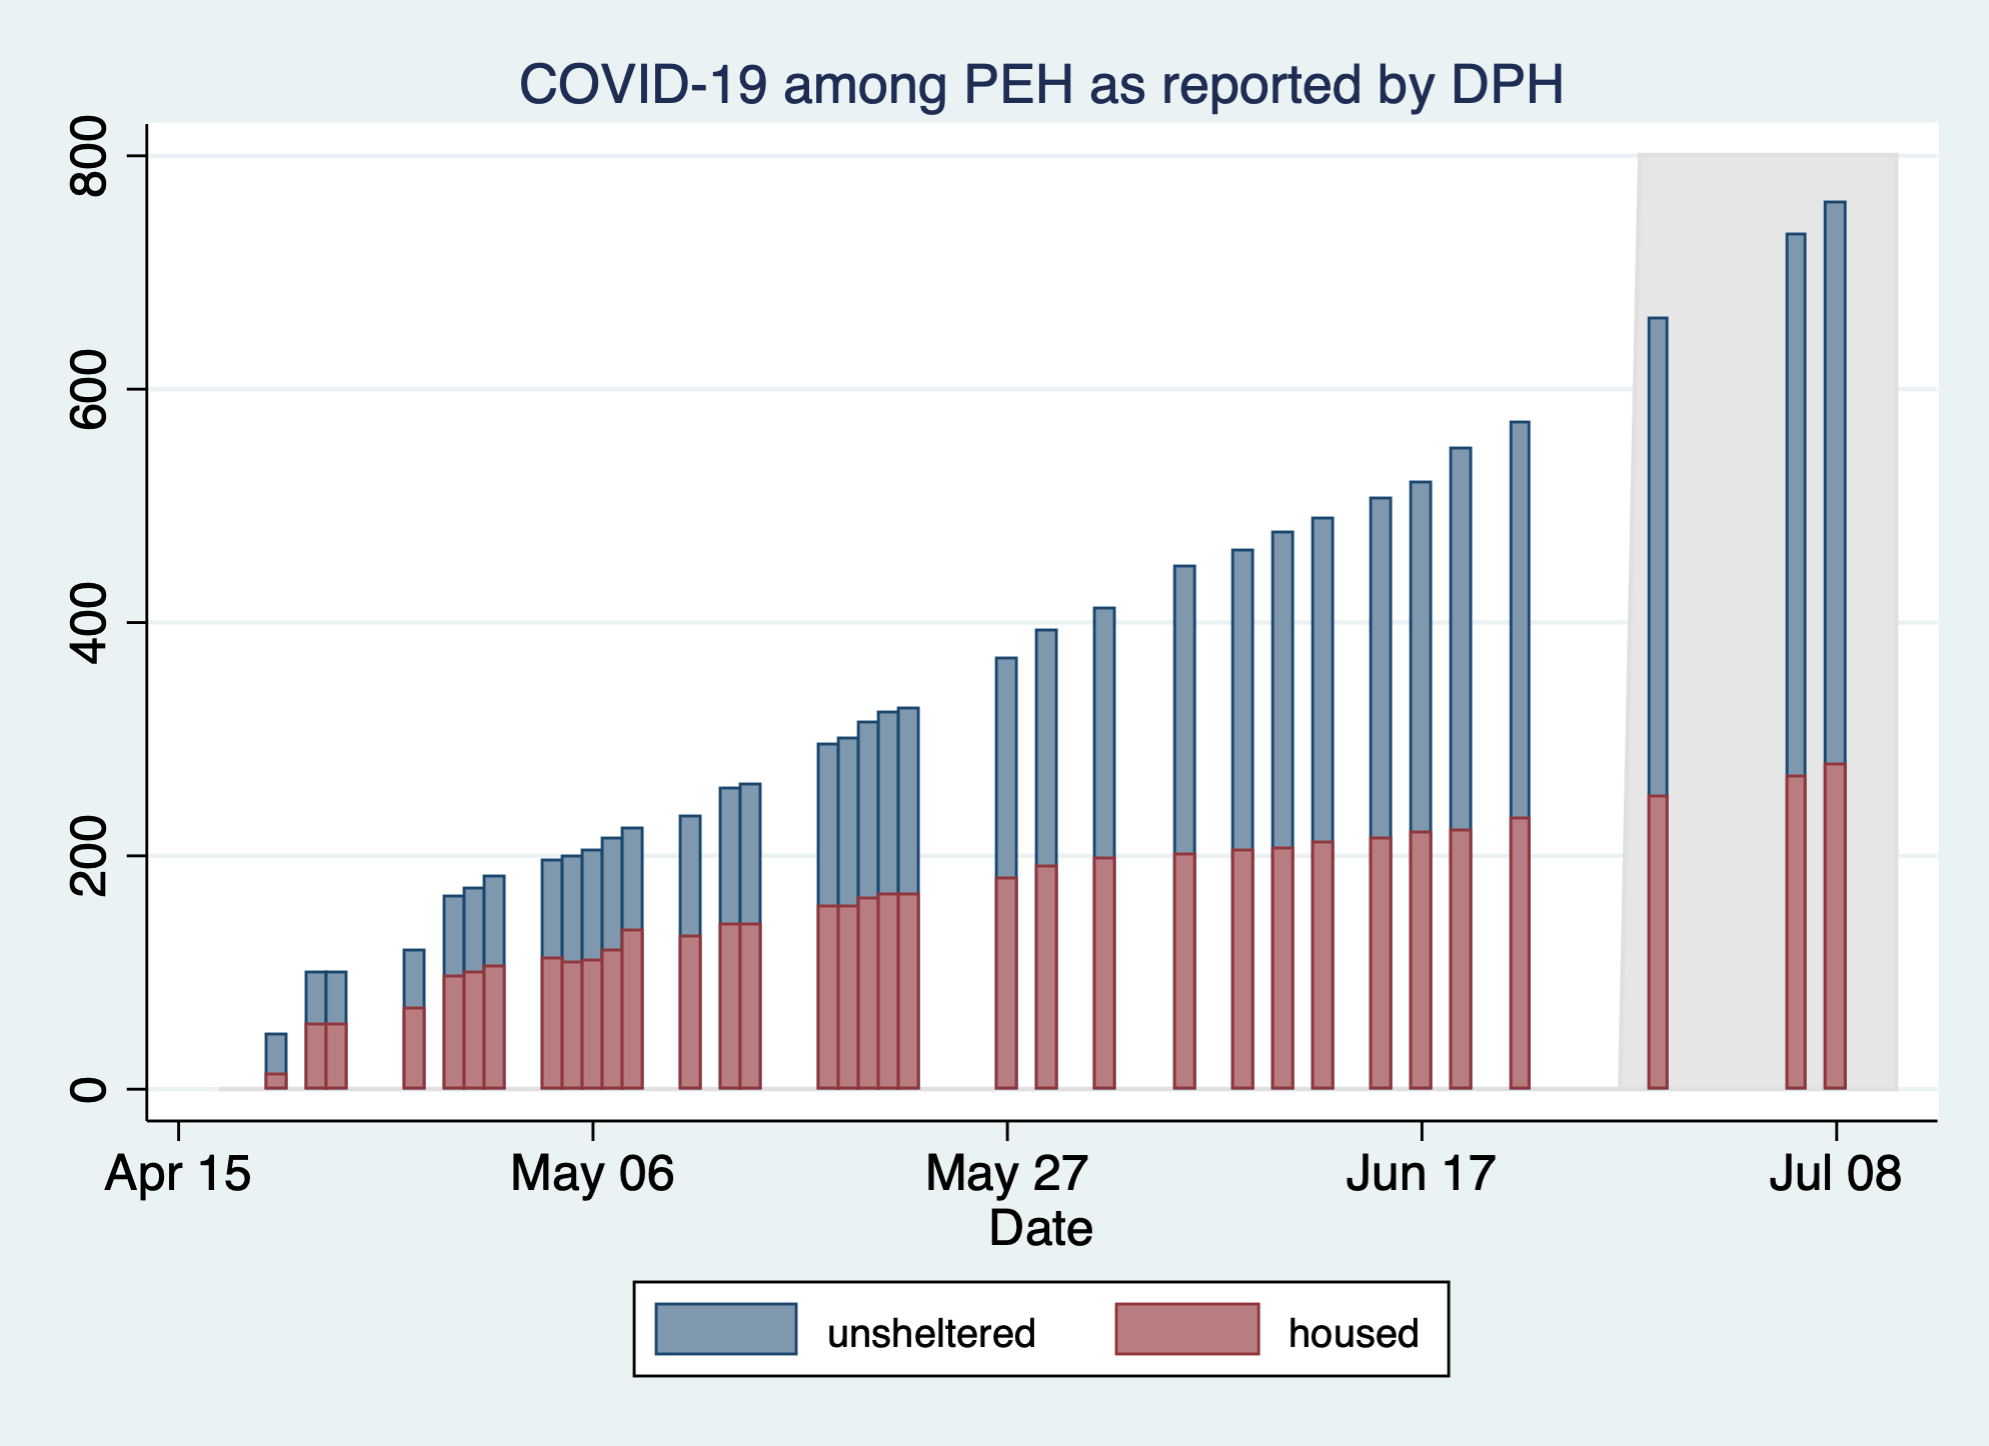 COVID-19 among PEH as reported by DPH
800
600
400
200
0
Apr 15 May 06 May 27 Jun 17 Jul 08
Date
unsheltered housed